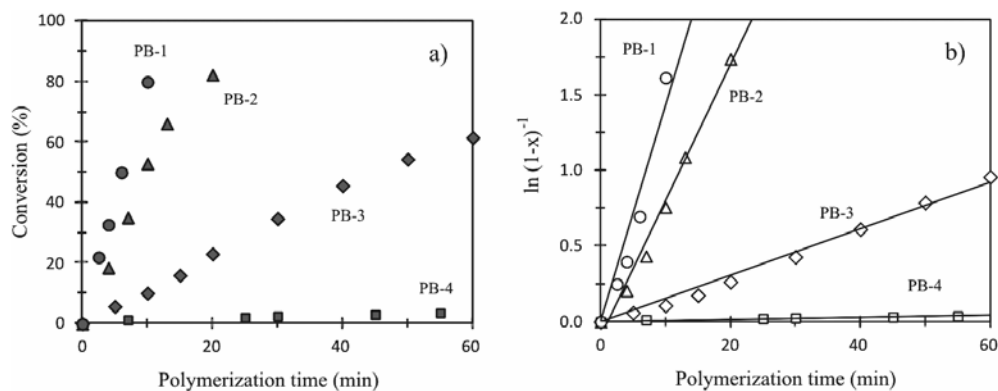 a)
Conversion (%)
100
80
60
40
20
0
PB-1
PB-2
PB-3
PB-4
0 20 40 60
Polymerization time (min)
b)
ln (1-x)⁻¹
2.0
1.5
1.0
0.5
0.0
PB-1
PB-2
PB-3
PB-4
0 20 40 60
Polymerization time (min)